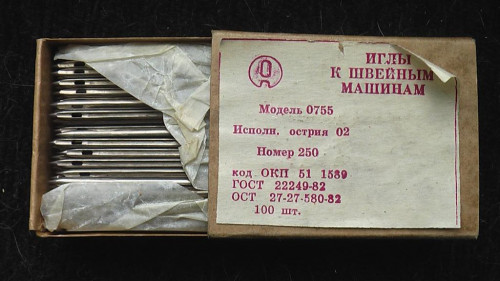 ИГЛЫ
К ШВЕЙНЫМ
МАШИНАМ
Модель 0755
Исполн. острия 02
Номер 250
код ОКП 51 1589
ГОСТ 22249-82
ОСТ 27-27-580-82
100 шт.